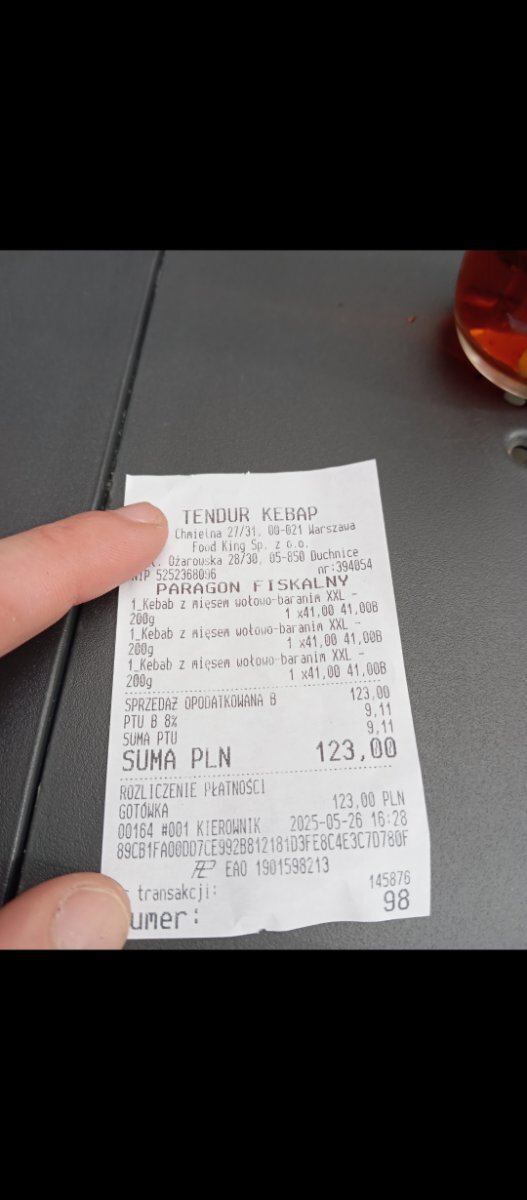 TENDUR KEBAP
Chmielna 27/31, 00-021 Warszawa
Food King Sp. z o.o.
Ożarowska 28/30, 05-850 Duchnice
NIP 5252368096 nr:394054
PARAGON FISKALNY
1_Kebab z mięsem wołowo-baranim XXL -
200g 1 x41,00 41,00B
1_Kebab z mięsem wołowo-baranim XXL -
200g 1 x41,00 41,00B
1_Kebab z mięsem wołowo-baranim XXL -
200g 1 x41,00 41,00B
SPRZEDAŻ OPODATKOWANA B 123,00
PTU B 8% 9,11
SUMA PTU 9,11
SUMA PLN 123,00
ROZLICZENIE PŁATNOŚCI
GOTÓWKA 123,00 PLN
00164 #001 KIEROWNIK 2025-05-26 16:28
89CB1FA00DD7CE992B812181D3FE8C4E3C7D780F
EAO 1901598213
transakcji: 145876
umer: 98